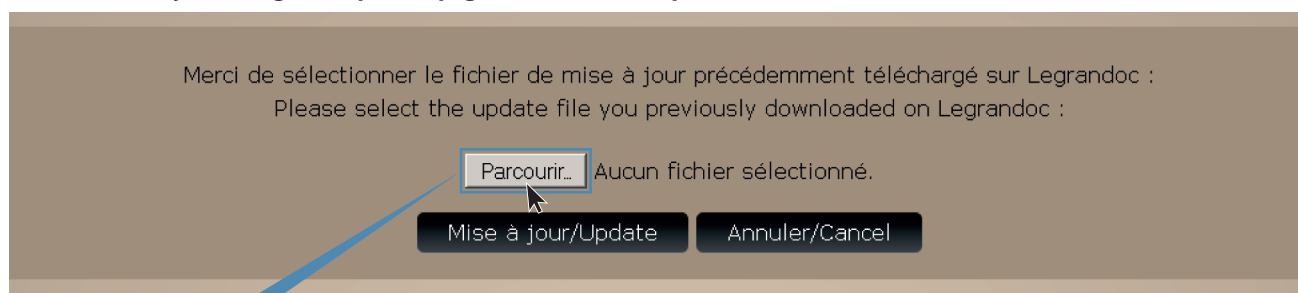 Merci de sélectionner le fichier de mise à jour précédemment téléchargé sur Legrandoc :
Please select the update file you previously downloaded on Legrandoc :
Parcourir... Aucun fichier sélectionné.
Mise à jour/Update Annuler/Cancel